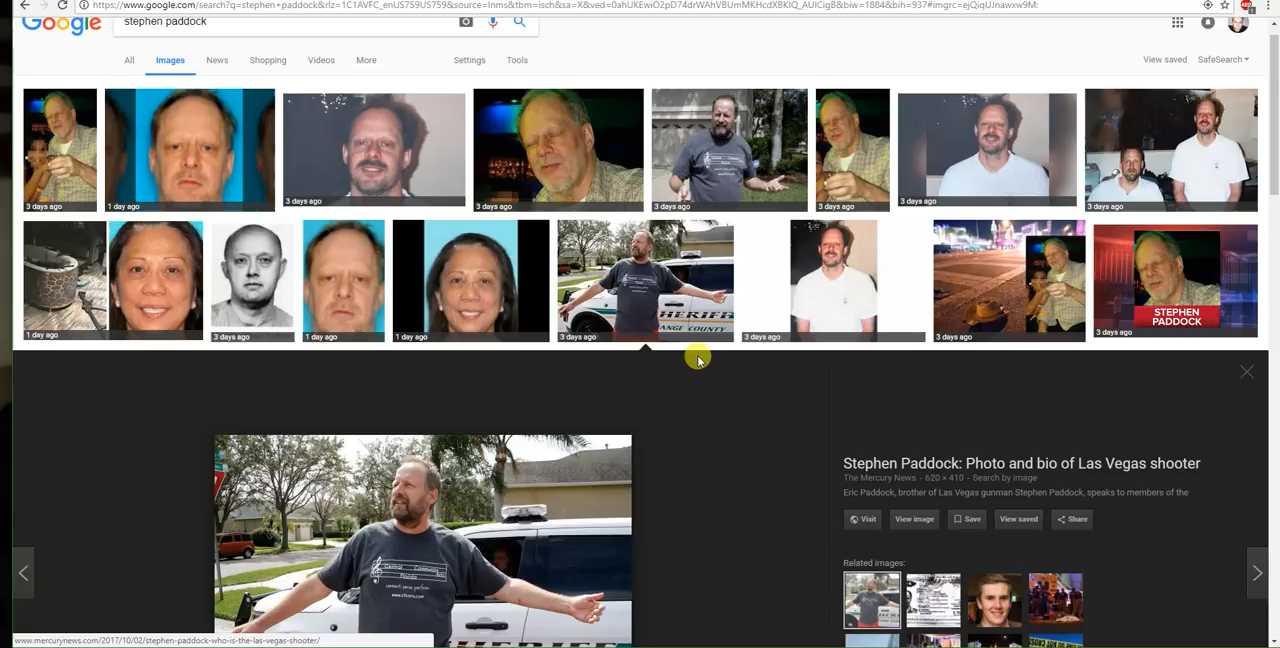 https://www.google.com/search?q=stephen+paddock&rlz=1C1AVFC_enUS759US759&source=lnms&tbm=isch&sa=X&ved=0ahUKEwiO2pD74drWAhVBUmMKHcdXBKIQ_AUICigB&biw=1884&bih=937#imgrc=ejQiqUJnawxw9M:
Google
stephen paddock
All Images News Shopping Videos More Settings Tools
View saved SafeSearch
3 days ago
1 day ago
3 days ago
3 days ago
3 days ago
3 days ago
3 days ago
3 days ago
1 day ago
3 days ago
1 day ago
1 day ago
3 days ago
3 days ago
3 days ago
3 days ago
STEPHEN
PADDOCK
HERIFF
ANGE COUNTY
Stephen Paddock: Photo and bio of Las Vegas shooter
The Mercury News - 620 × 410 - Search by image
Eric Paddock, brother of Las Vegas gunman Stephen Paddock, speaks to members of the
Visit View image Save View saved Share
Related images:
Central Community
Florida
www.mercurynews.com/2017/10/02/stephen-paddock-who-is-the-las-vegas-shooter/